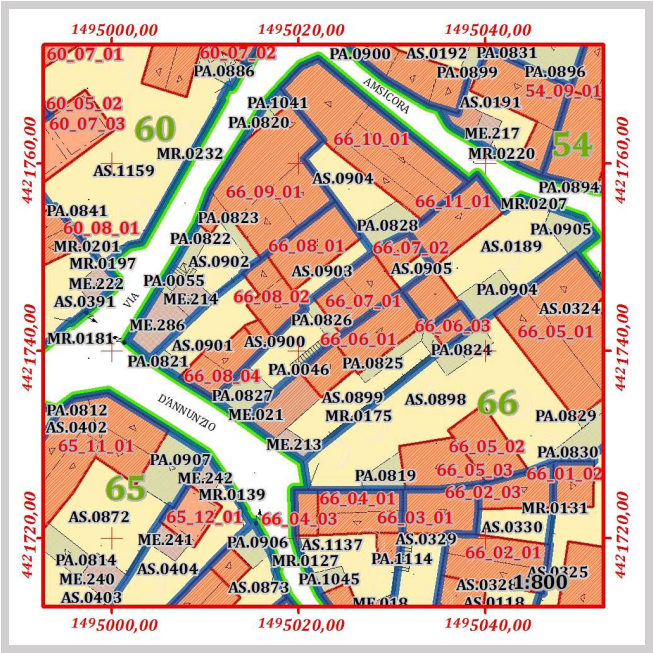 1495000,00 1495020,00 1495040,00
60_07_01 60_07_02 PA.0900 AS.0192 PA.0831
PA.0886 PA.0899 PA.0896
AMSICORA
54_09_01
60_05_02 PA.1041 AS.0191
60_07_03 PA.0820
60 66_10_01 ME.217 54
MR.0232 MR.0220
4421760,00 4421760,00
AS.1159 AS.0904
66_09_01 PA.0894
66_11_01 MR.0207
PA.0841 PA.0823 PA.0828 PA.0905
60_08_01 PA.0822
MR.0201 66_08_01 66_07_02 AS.0189
MR.0197 AS.0902 AS.0903 AS.0905
ME.222 PA.0055 PA.0904
AS.0391 VIA ME.214 66_08_02 66_07_01 AS.0324
ME.286 PA.0826 66_06_03 66_05_01
MR.0181 AS.0901 AS.0900 66_06_01
4421740,00 4421740,00
PA.0821 PA.0046 PA.0825 PA.0824
66_08_04
PA.0827 AS.0899 AS.0898 66
D'ANNUNZIO
PA.0812 ME.021 MR.0175 PA.0829
AS.0402
65_11_01 ME.213 66_05_02
PA.0907 PA.0830
ME.242 PA.0819 66_05_03 66_01_02
65 MR.0139 66_04_01 66_02_03
MR.0131
AS.0872 65_12_01 66_04_03 66_03_01 AS.0330
4421720,00 4421720,00
ME.241 PA.0906 AS.1137 AS.0329
PA.0814 MR.0127 PA.1114 66_02_01
ME.240 AS.0404 PA.1045 AS.0325
AS.0403 AS.0873 AS.0328 1:800
ME.018 AS.0118
1495000,00 1495020,00 1495040,00